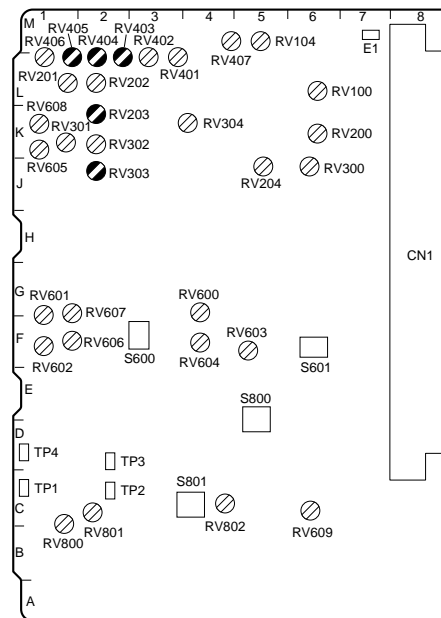 M 1 2 3 4 5 6 7 8
RV405 RV403
RV406 RV404 RV402 RV401 RV407 RV104 E1
RV201 RV202 RV100
L
RV608 RV203
RV301 RV304 RV200
K
RV605 RV302
RV303 RV204 RV300
J
H
CN1
G
RV601 RV607 RV600
RV603
F
RV602 RV606 S600 RV604 S601
E
S800
D
TP4 TP3
TP1 TP2 S801
C
RV800 RV801 RV802 RV609
B
A